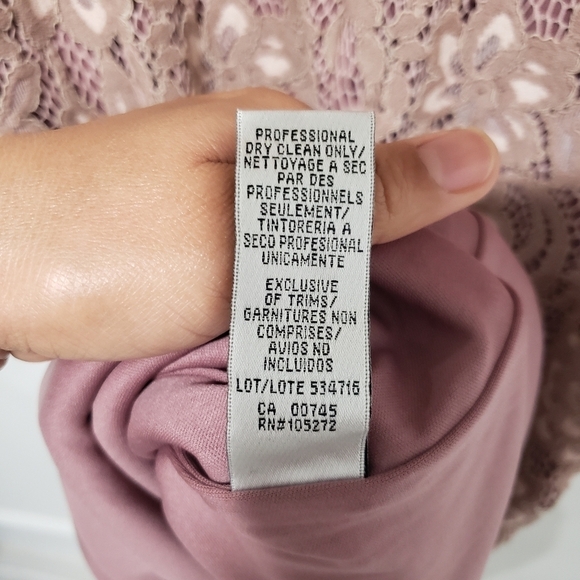 PROFESSIONAL
DRY CLEAN ONLY/
NETTOYAGE A SEC
PAR DES
PROFESSIONNELS
SEULEMENT/
TINTORERIA A
SECO PROFESIONAL
UNICAMENTE
EXCLUSIVE
OF TRIMS/
GARNITURES NON
COMPRISES/
AVIOS NO
INCLUIDOS
LOT/LOTE 534716
CA 00745
RN#105272